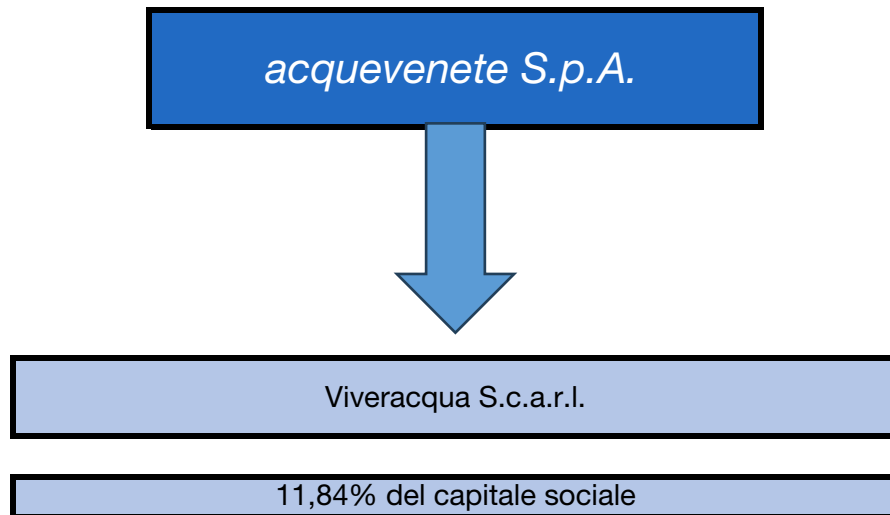 acquevenete S.p.A.
Viveracqua S.c.a.r.l.
11,84% del capitale sociale